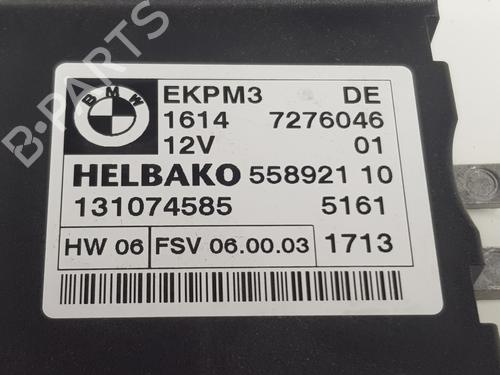 B-PARTS
BMW
EKPM3 DE
1614 7276046
12V 01
HELBAKO 558921 10
131074585 5161
HW 06 FSV 06.00.03 1713